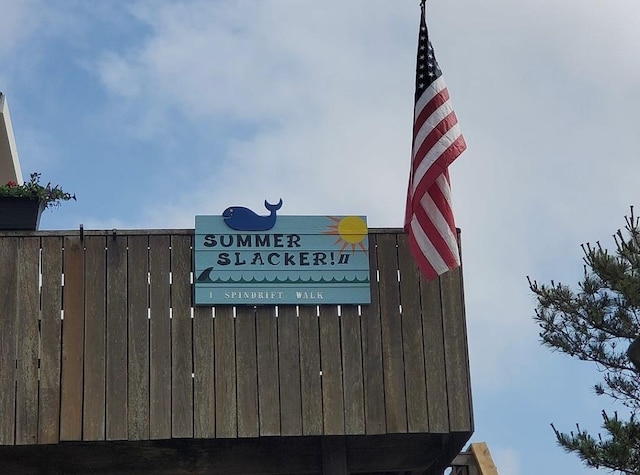 SUMMER
SLACKER! II
1 SPINDRIFT WALK